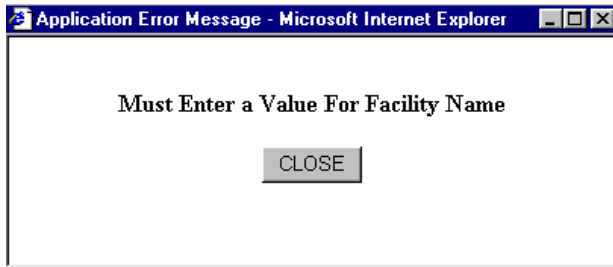 Application Error Message - Microsoft Internet Explorer
Must Enter a Value For Facility Name
CLOSE